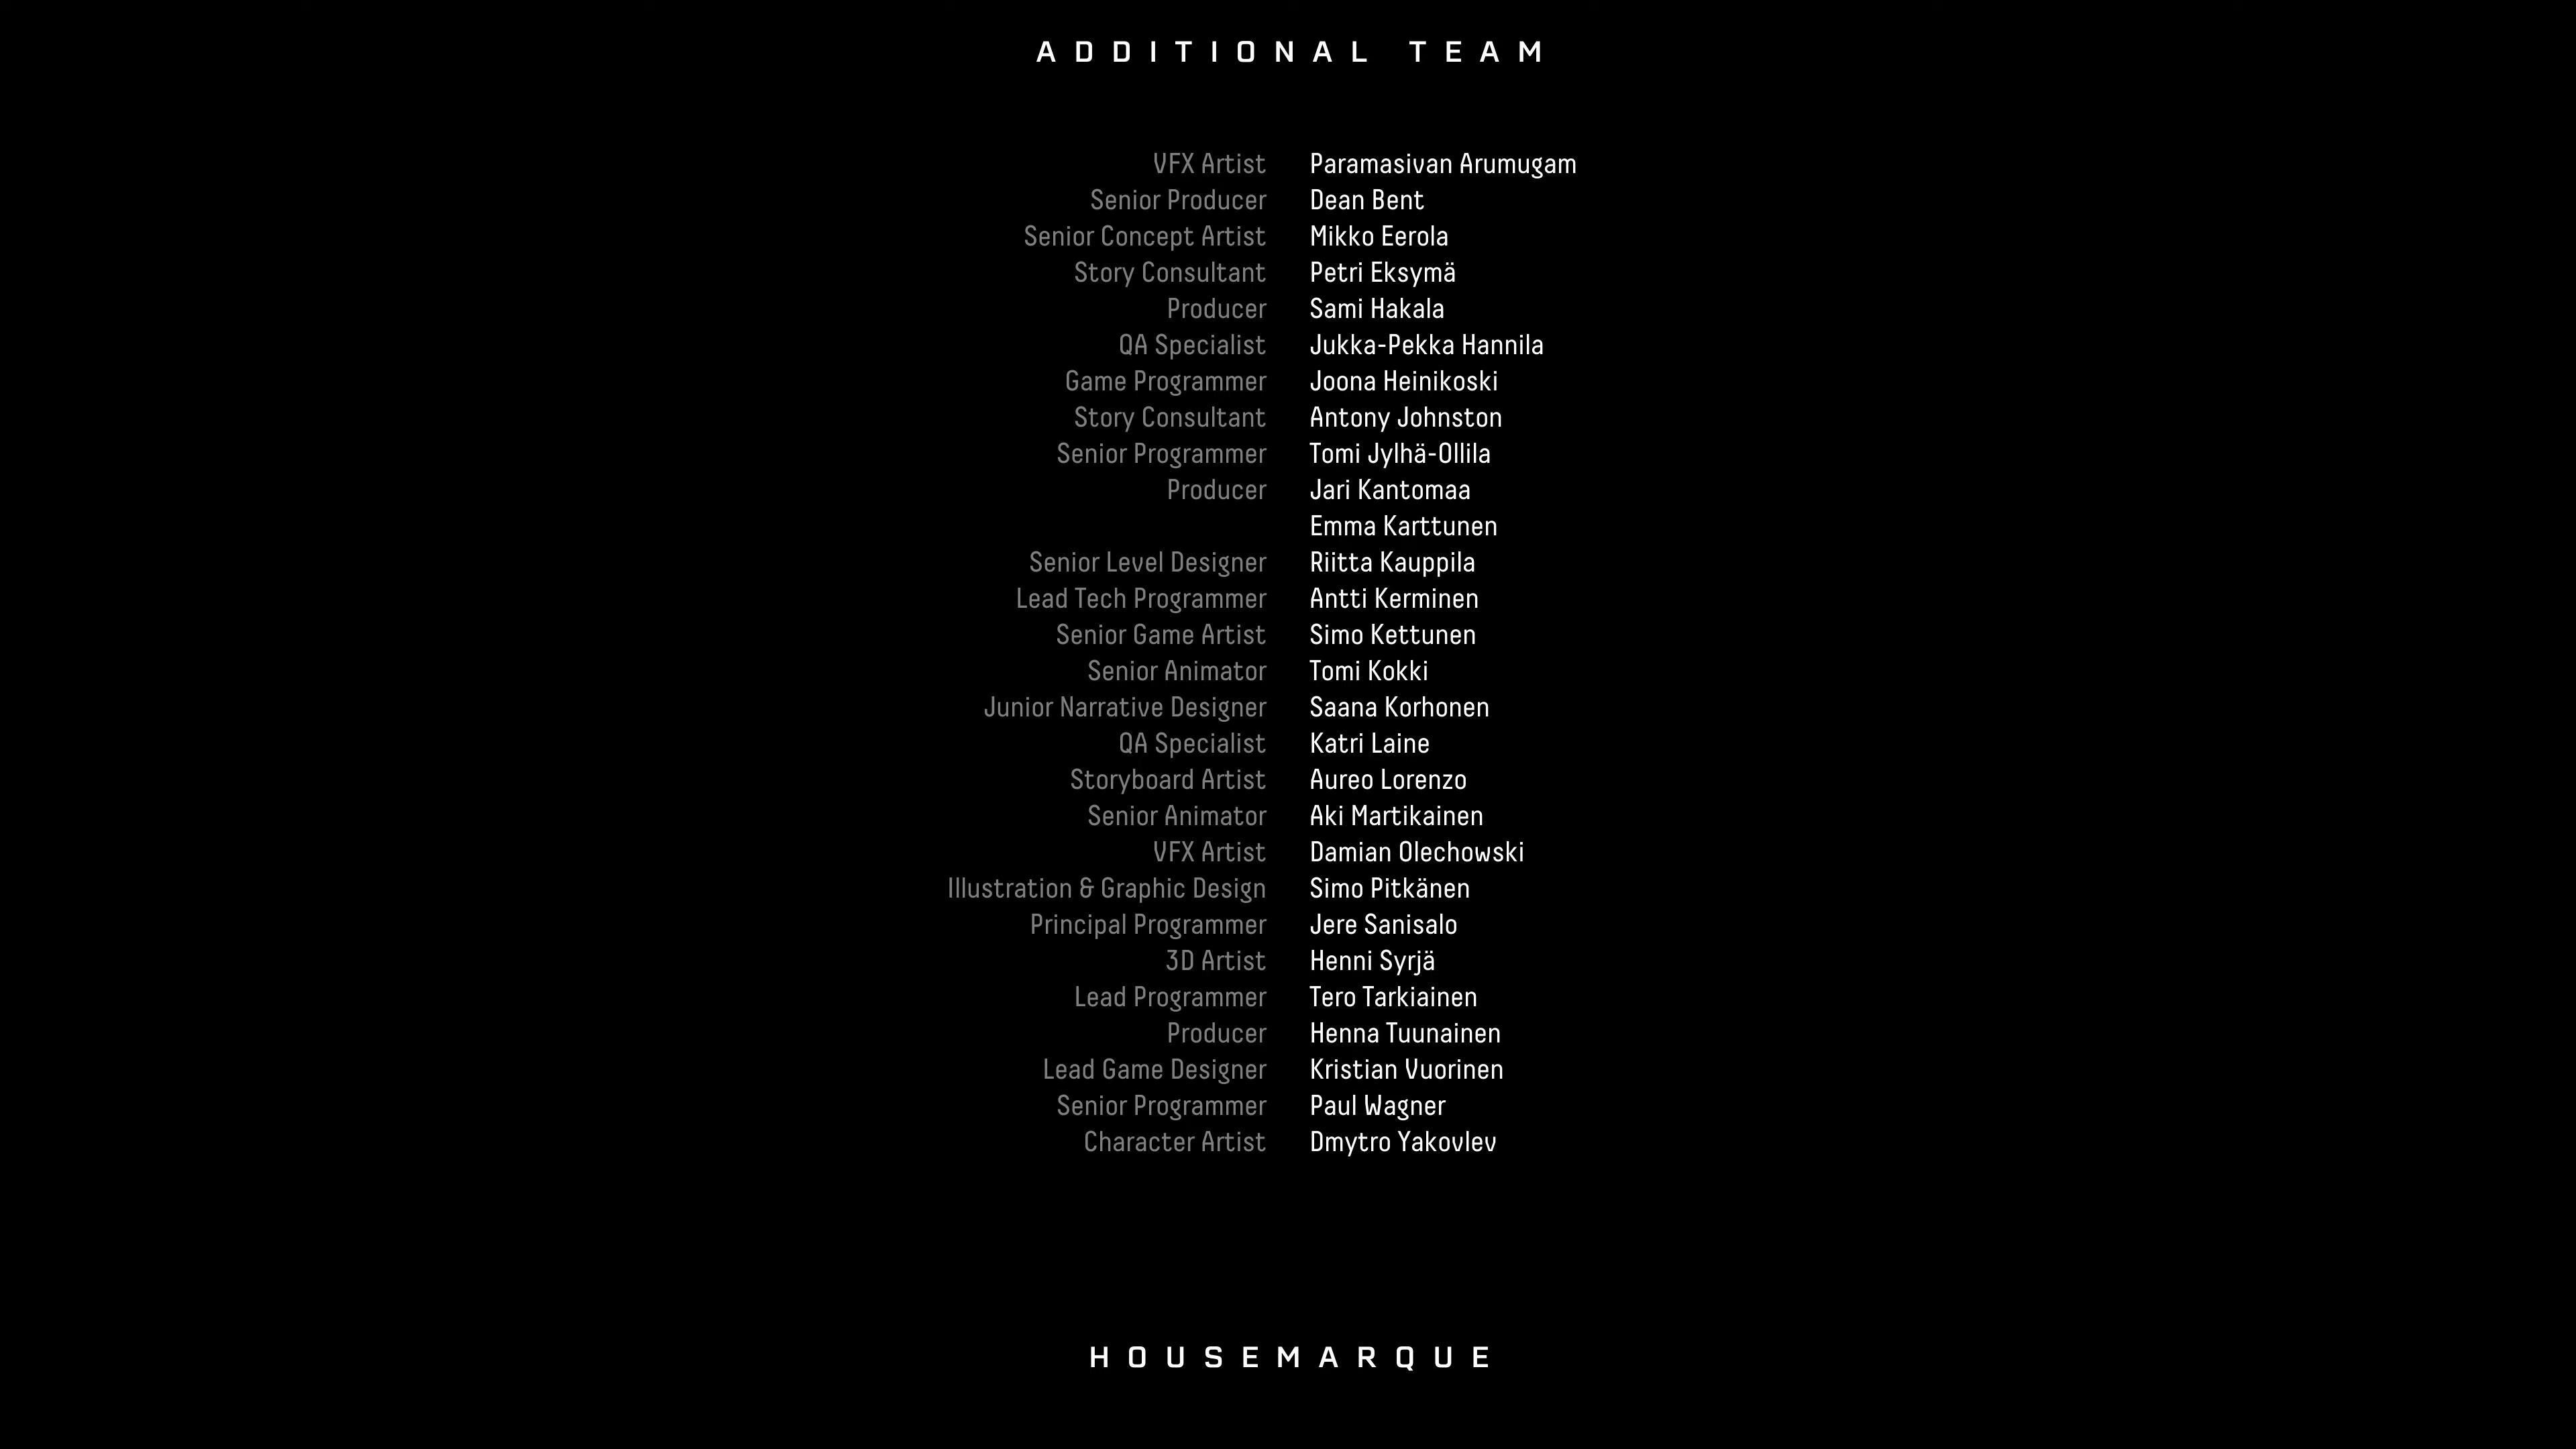 ADDITIONAL TEAM
VFX Artist Paramasivan Arumugam
Senior Producer Dean Bent
Senior Concept Artist Mikko Eerola
Story Consultant Petri Eksymä
Producer Sami Hakala
QA Specialist Jukka-Pekka Hannila
Game Programmer Joona Heinikoski
Story Consultant Antony Johnston
Senior Programmer Tomi Jylhä-Ollila
Producer Jari Kantomaa
Emma Karttunen
Senior Level Designer Riitta Kauppila
Lead Tech Programmer Antti Kerminen
Senior Game Artist Simo Kettunen
Senior Animator Tomi Kokki
Junior Narrative Designer Saana Korhonen
QA Specialist Katri Laine
Storyboard Artist Aureo Lorenzo
Senior Animator Aki Martikainen
VFX Artist Damian Olechowski
Illustration & Graphic Design Simo Pitkänen
Principal Programmer Jere Sanisalo
3D Artist Henni Syrjä
Lead Programmer Tero Tarkiainen
Producer Henna Tuunainen
Lead Game Designer Kristian Vuorinen
Senior Programmer Paul Wagner
Character Artist Dmytro Yakovlev
HOUSEMARQUE